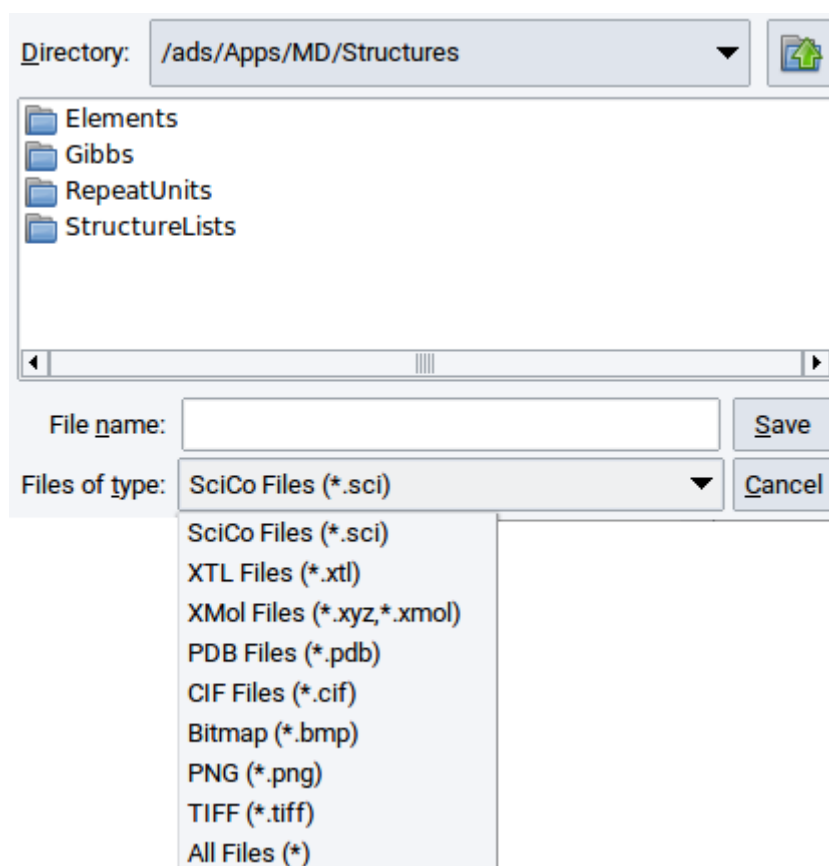 Directory: /ads/Apps/MD/Structures
Elements
Gibbs
RepeatUnits
StructureLists
File name: Save
Files of type: SciCo Files (*.sci) Cancel
SciCo Files (*.sci)
XTL Files (*.xtl)
XMol Files (*.xyz,*.xmol)
PDB Files (*.pdb)
CIF Files (*.cif)
Bitmap (*.bmp)
PNG (*.png)
TIFF (*.tiff)
All Files (*)